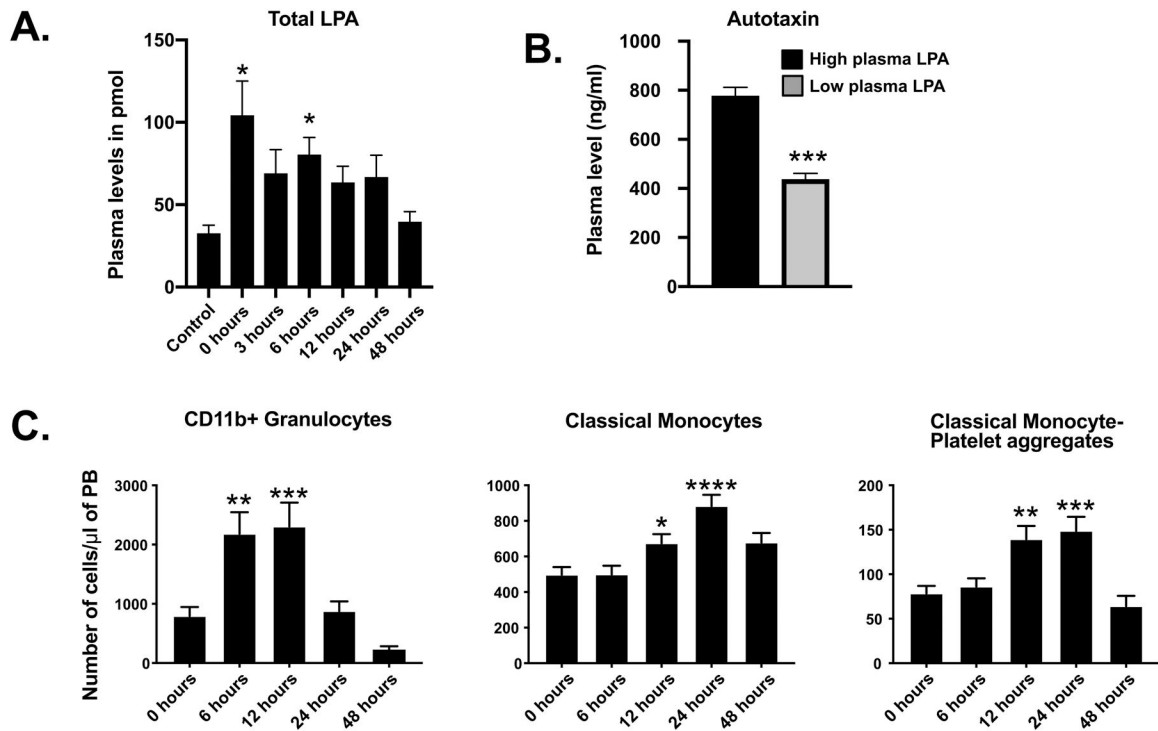 A.
Total LPA
Plasma levels in pmol
150
100
50
0
*
*
Control
0 hours
3 hours
6 hours
12 hours
24 hours
48 hours
B.
Autotaxin
Plasma level (ng/ml)
1000
800
600
400
200
0
***
High plasma LPA
Low plasma LPA
C.
CD11b+ Granulocytes
Number of cells/µl of PB
3000
2000
1000
0
**
***
0 hours
6 hours
12 hours
24 hours
48 hours
Classical Monocytes
1000
800
600
400
200
0
*
****
0 hours
6 hours
12 hours
24 hours
48 hours
Classical Monocyte-
Platelet aggregates
200
150
100
50
0
**
***
0 hours
6 hours
12 hours
24 hours
48 hours